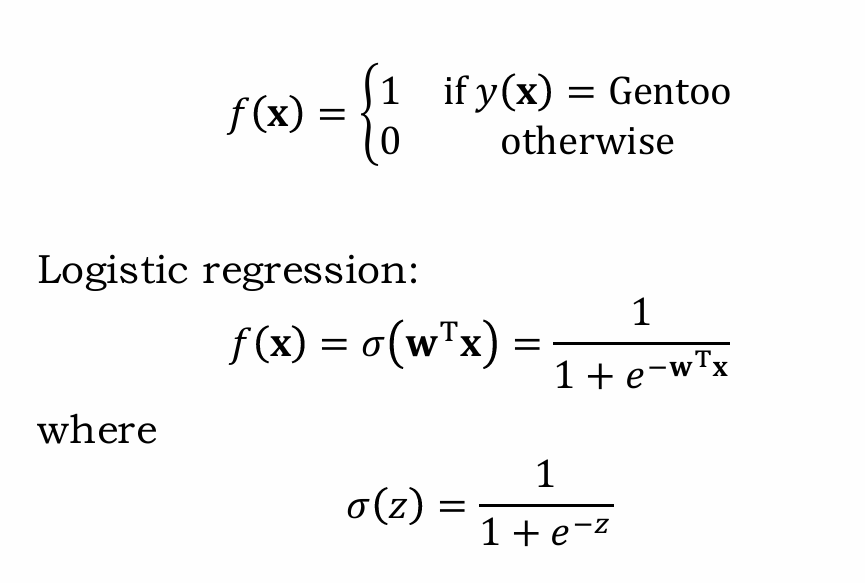 f(𝐱) = {1 if y(𝐱) = Gentoo
0 otherwise
Logistic regression:
f(𝐱) = σ(𝐰ᵀ𝐱) = 1 / (1 + e^(−𝐰ᵀ𝐱))
where
σ(z) = 1 / (1 + e^(−z))